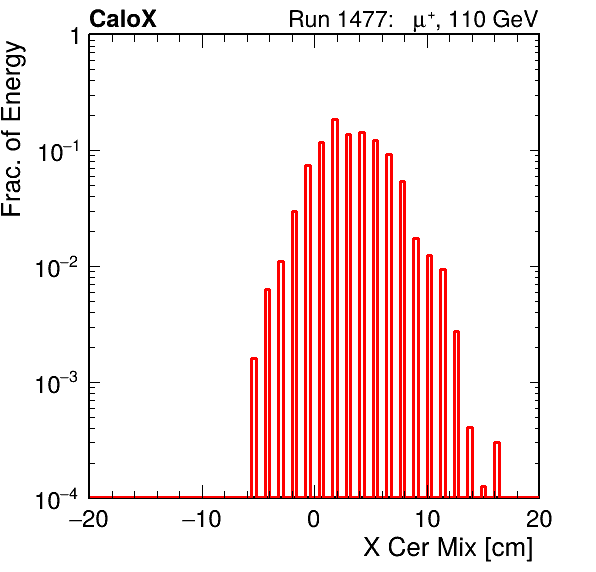 CaloX Run 1477: μ⁺, 110 GeV
Frac. of Energy
1
10⁻¹
10⁻²
10⁻³
10⁻⁴
−20 −10 0 10 20
X Cer Mix [cm]